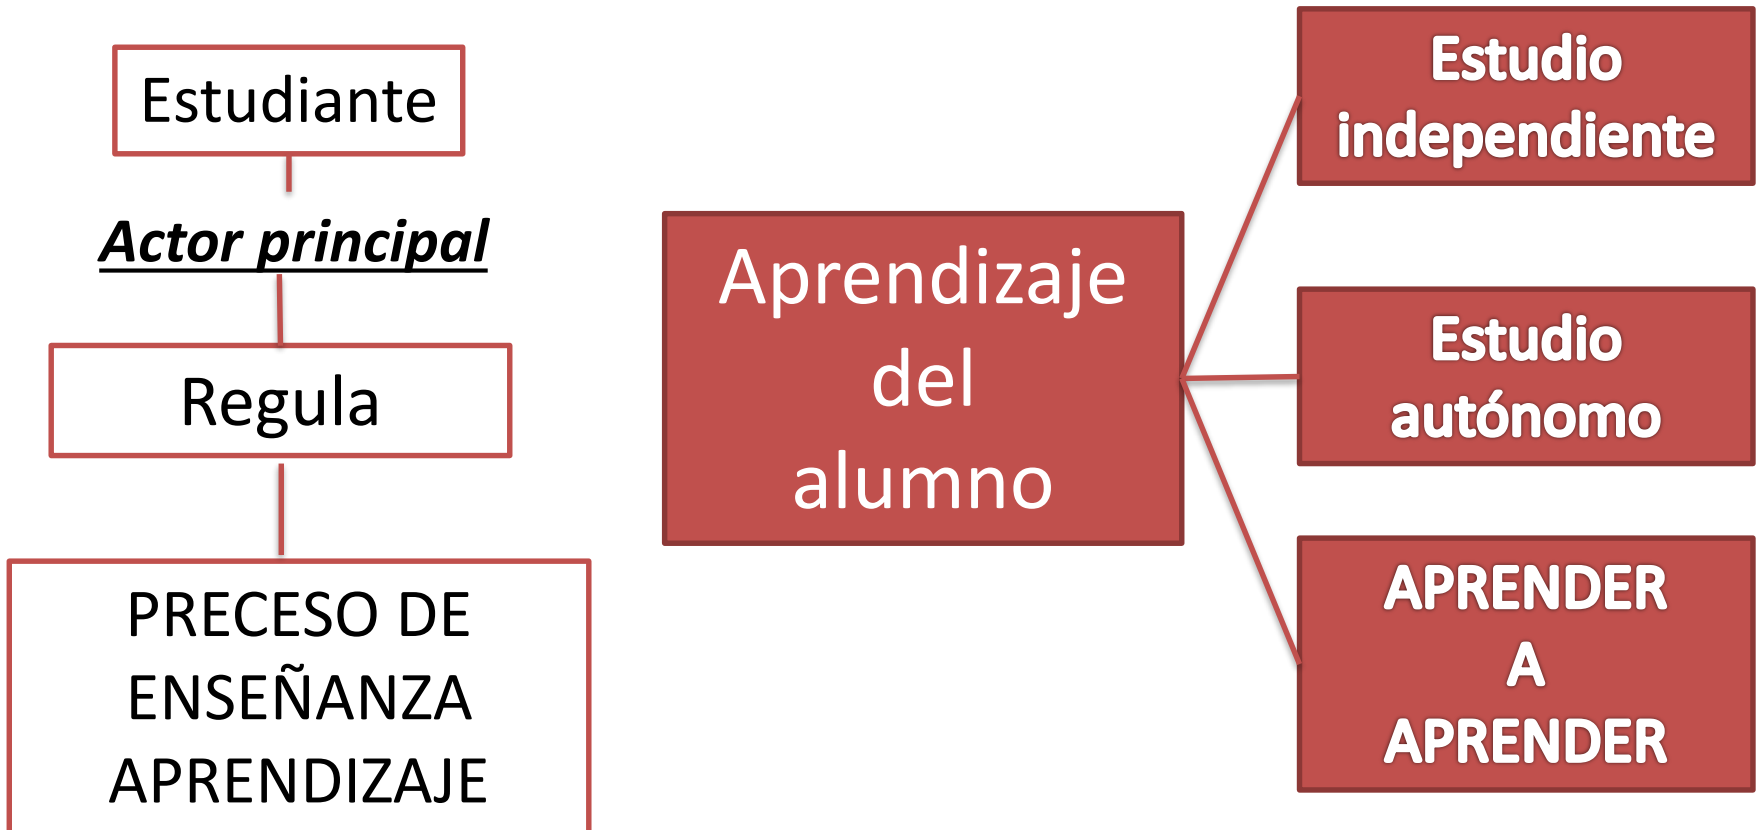 Estudiante
Actor principal
Regula
PRECESO DE
ENSEÑANZA
APRENDIZAJE
Aprendizaje
del
alumno
Estudio
independiente
Estudio
autónomo
APRENDER
A
APRENDER